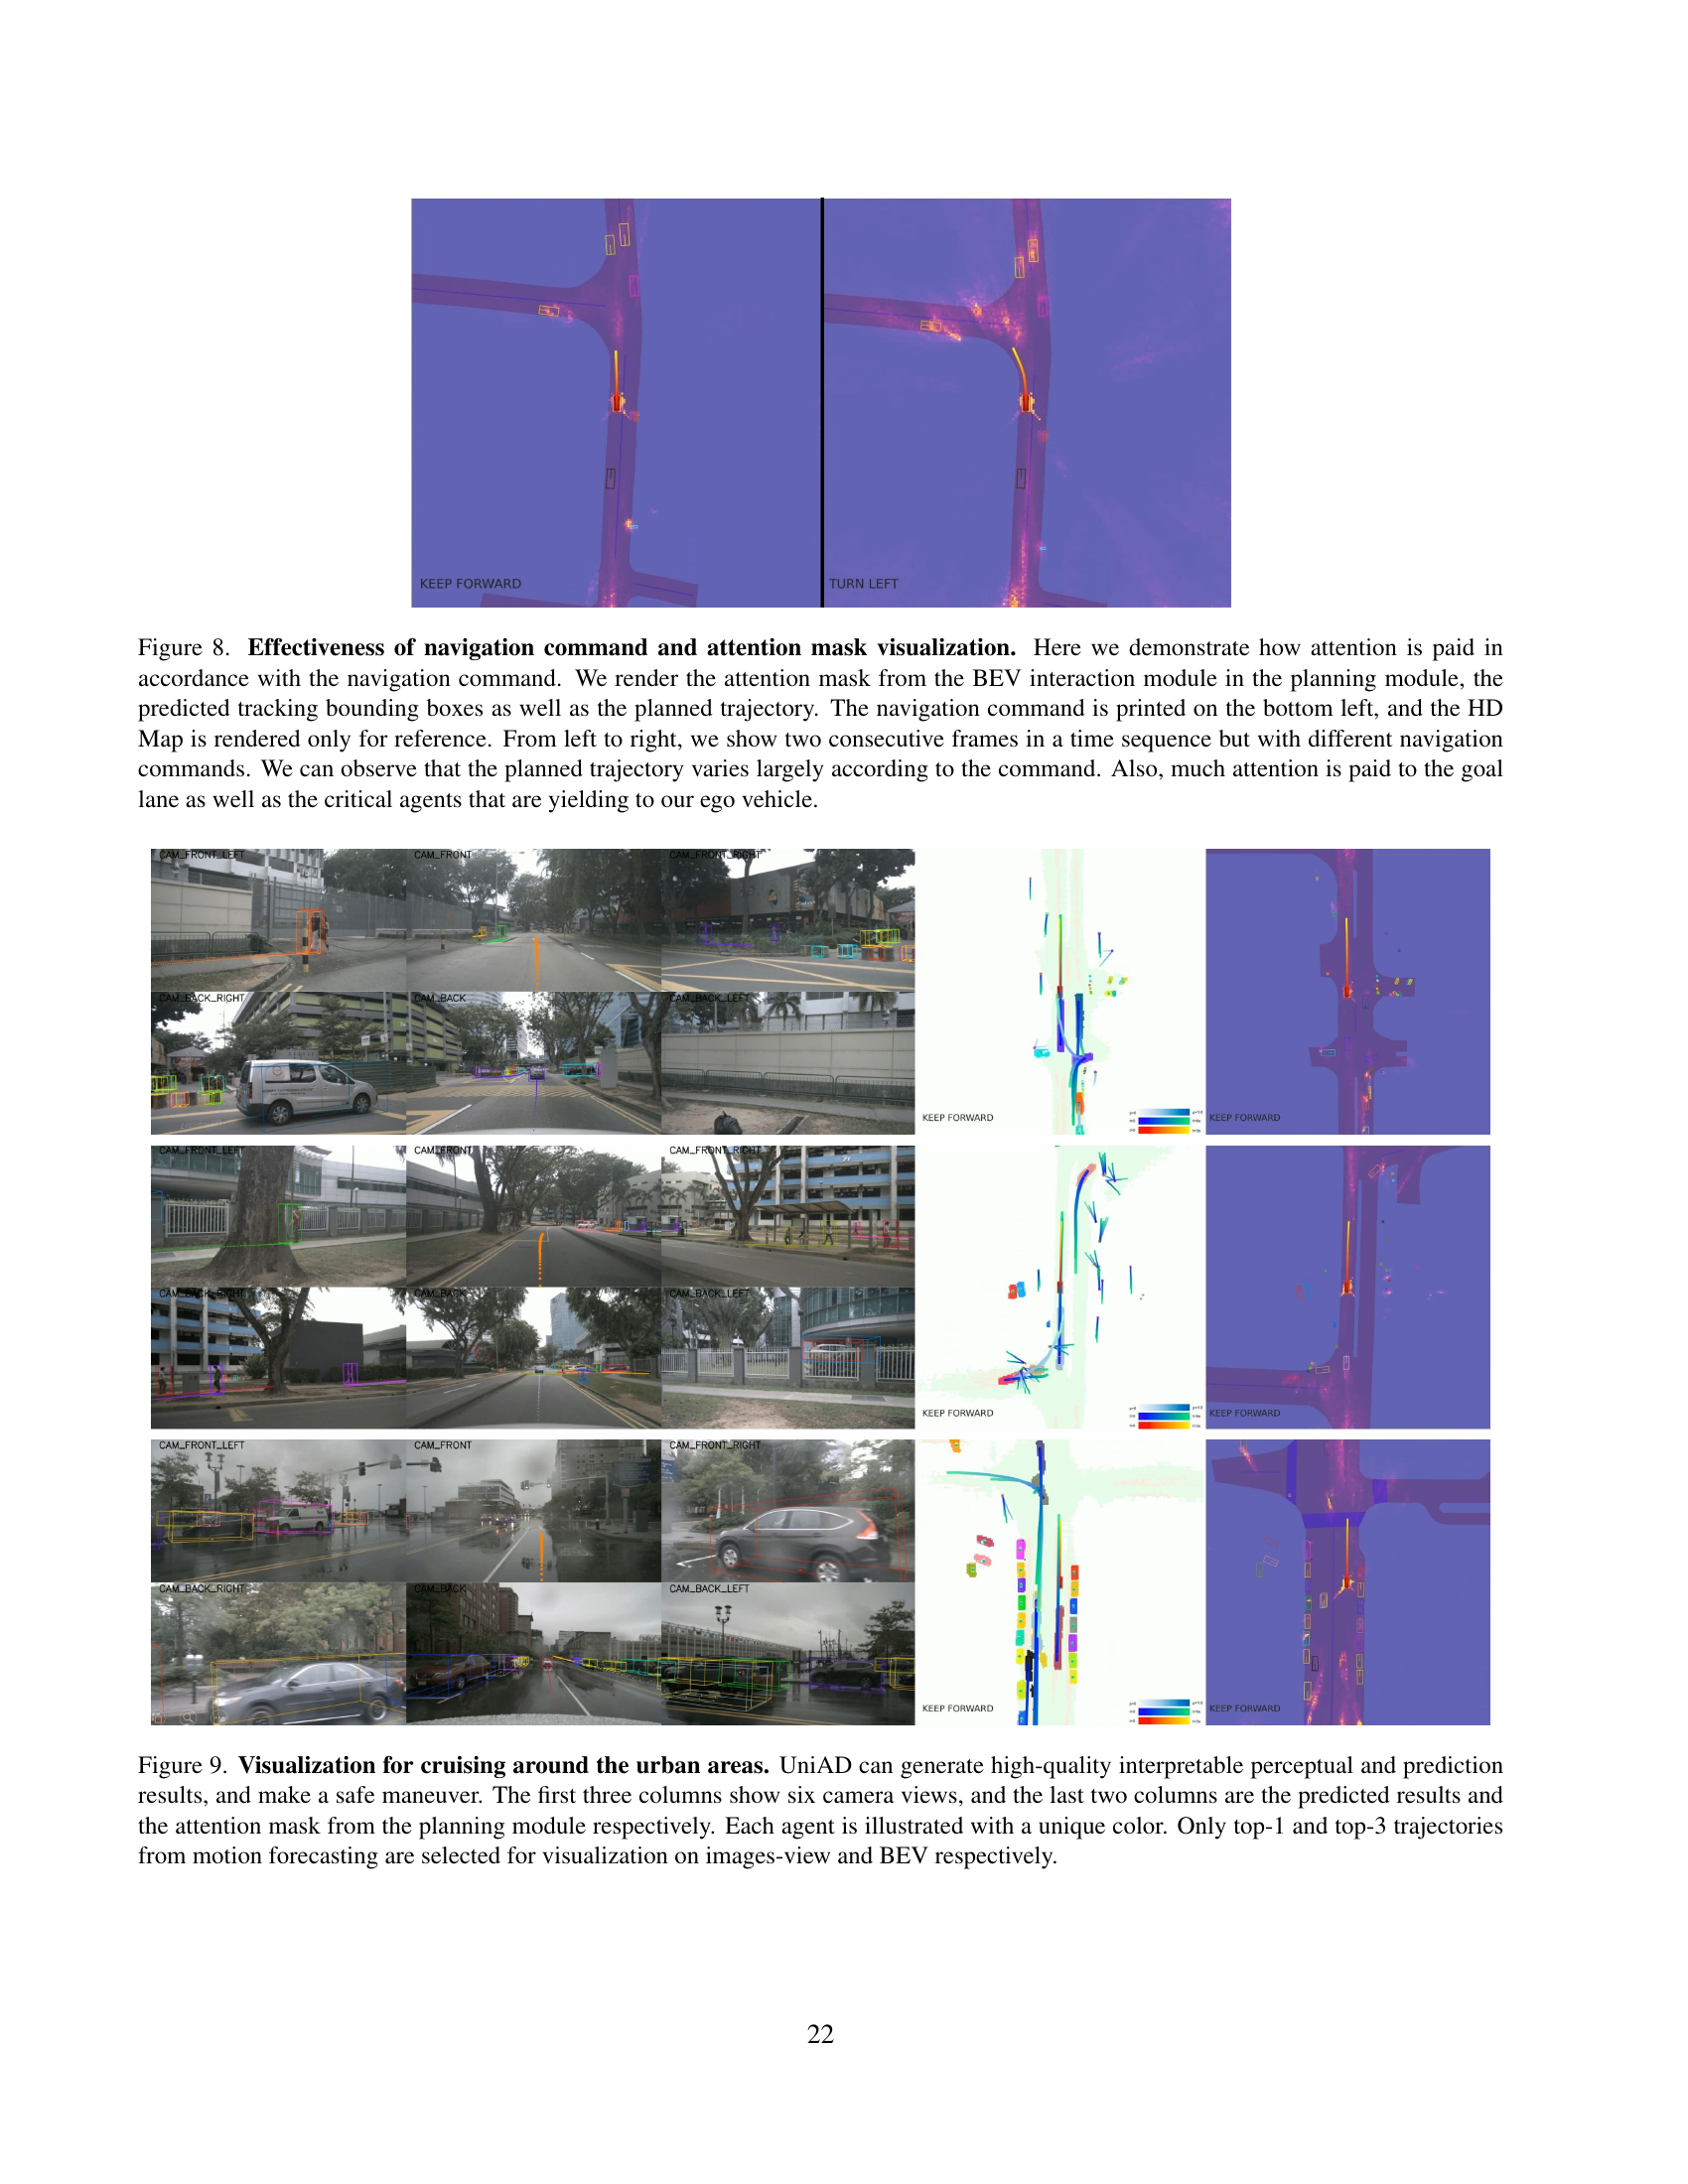 KEEP FORWARD
TURN LEFT
Figure 8. Effectiveness of navigation command and attention mask visualization. Here we demonstrate how attention is paid in
accordance with the navigation command. We render the attention mask from the BEV interaction module in the planning module, the
predicted tracking bounding boxes as well as the planned trajectory. The navigation command is printed on the bottom left, and the HD
Map is rendered only for reference. From left to right, we show two consecutive frames in a time sequence but with different navigation
commands. We can observe that the planned trajectory varies largely according to the command. Also, much attention is paid to the goal
lane as well as the critical agents that are yielding to our ego vehicle.
CAM_FRONT_LEFT
CAM_FRONT
CAM_FRONT_RIGHT
CAM_BACK_RIGHT
CAM_BACK
CAM_BACK_LEFT
KEEP FORWARD
KEEP FORWARD
CAM_FRONT_LEFT
CAM_FRONT
CAM_FRONT_RIGHT
CAM_BACK_RIGHT
CAM_BACK
CAM_BACK_LEFT
KEEP FORWARD
KEEP FORWARD
CAM_FRONT_LEFT
CAM_FRONT
CAM_FRONT_RIGHT
CAM_BACK_RIGHT
CAM_BACK
CAM_BACK_LEFT
KEEP FORWARD
KEEP FORWARD
Figure 9. Visualization for cruising around the urban areas. UniAD can generate high-quality interpretable perceptual and prediction
results, and make a safe maneuver. The first three columns show six camera views, and the last two columns are the predicted results and
the attention mask from the planning module respectively. Each agent is illustrated with a unique color. Only top-1 and top-3 trajectories
from motion forecasting are selected for visualization on images-view and BEV respectively.
22